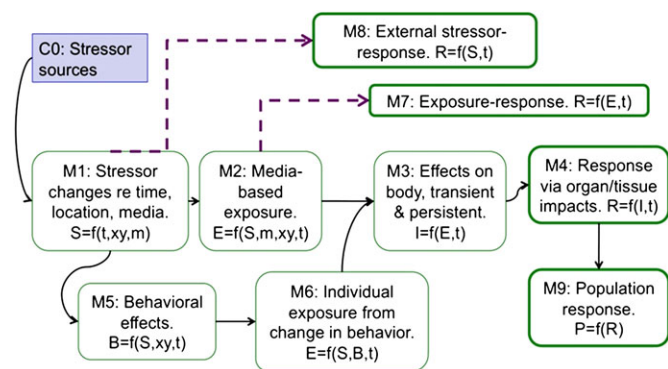 C0: Stressor
sources
M8: External stressor-
response. R=f(S,t)
M7: Exposure-response. R=f(E,t)
M1: Stressor
changes re time,
location, media.
S=f(t,xy,m)
M2: Media-
based
exposure.
E=f(S,m,xy,t)
M3: Effects on
body, transient
& persistent.
I=f(E,t)
M4: Response
via organ/tissue
impacts. R=f(I,t)
M5: Behavioral
effects.
B=f(S,xy,t)
M6: Individual
exposure from
change in behavior.
E=f(S,B,t)
M9: Population
response.
P=f(R)